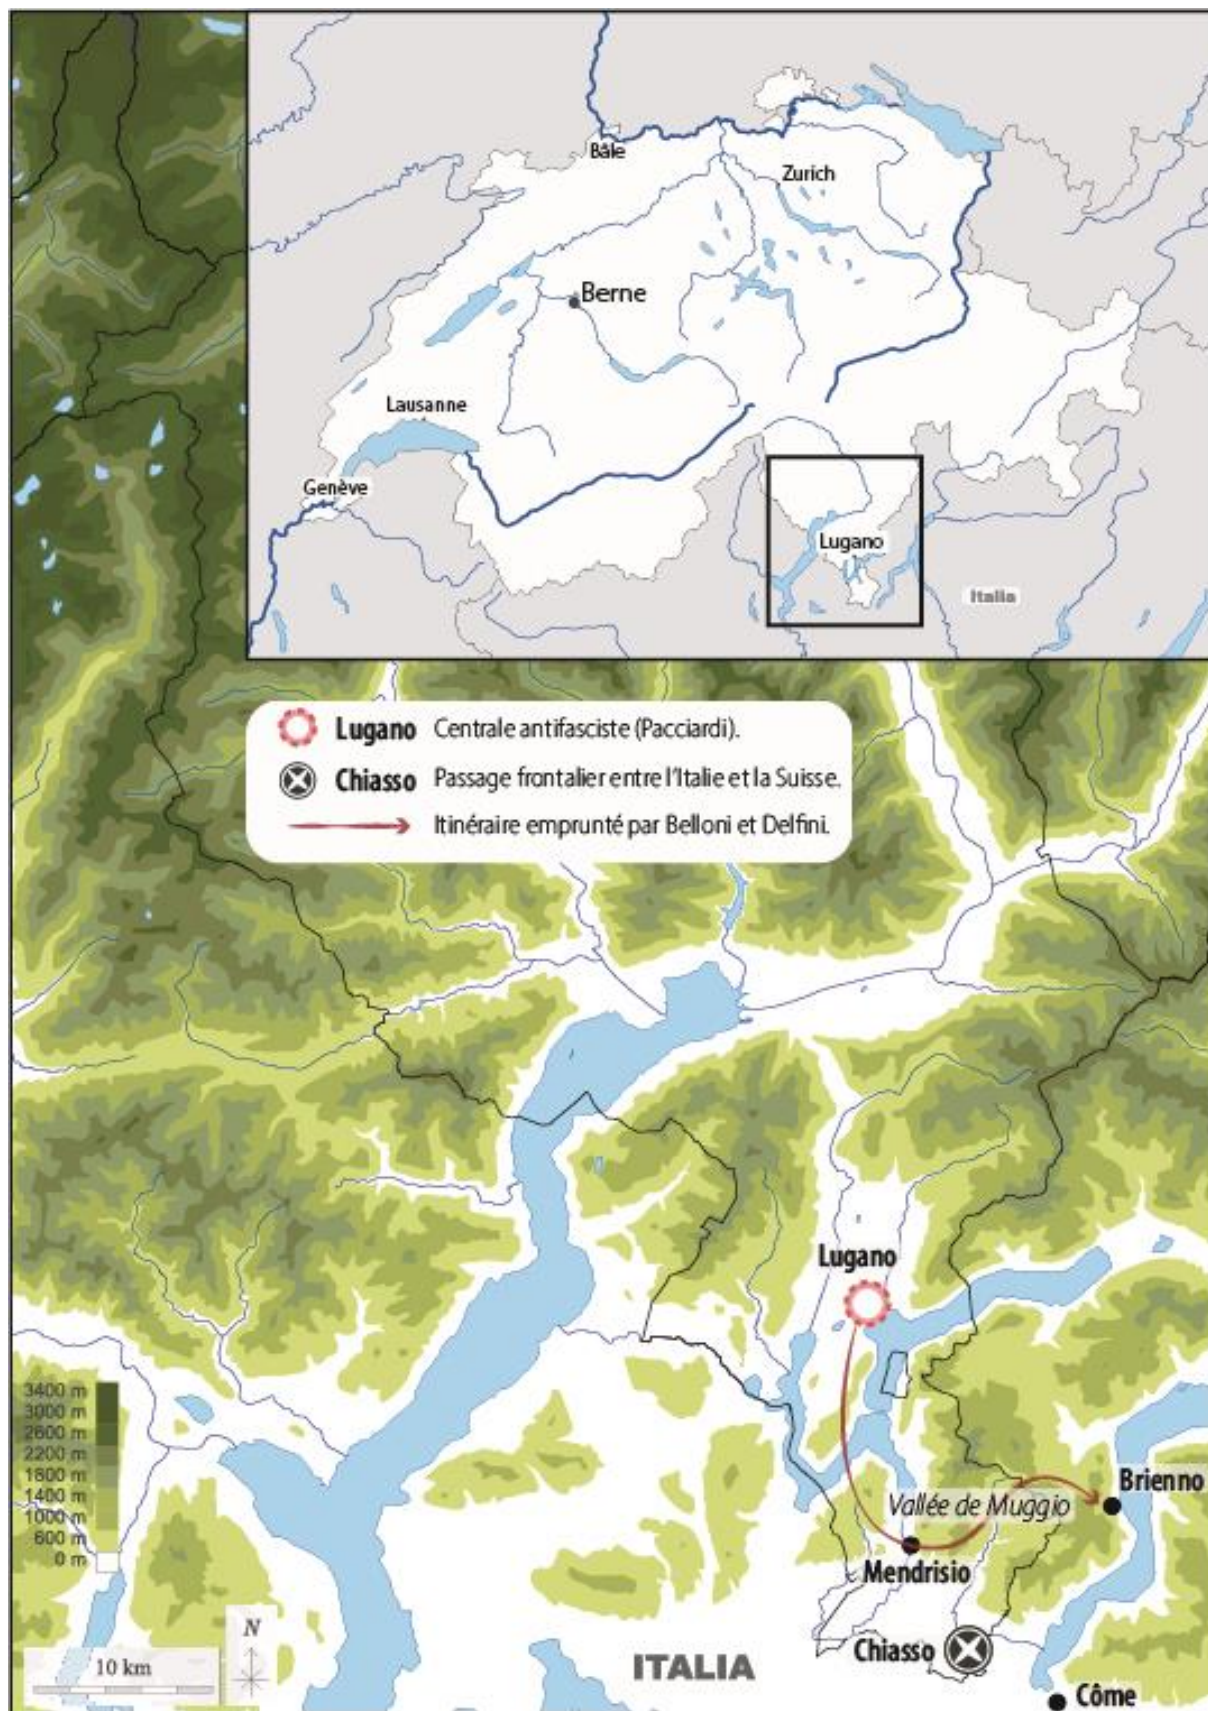 Bâle
Zurich
Berne
Lausanne
Genève
Lugano
Italia
Lugano Centrale antifasciste (Pacciardi).
Chiasso Passage frontalier entre l'Italie et la Suisse.
Itinéraire emprunté par Belloni et Delfini.
Lugano
3400 m
3000 m
2600 m
2200 m
1800 m
1400 m
1000 m
600 m
0 m
Brienno
Vallée de Muggio
Mendrisio
N
10 km
ITALIA
Chiasso
Côme